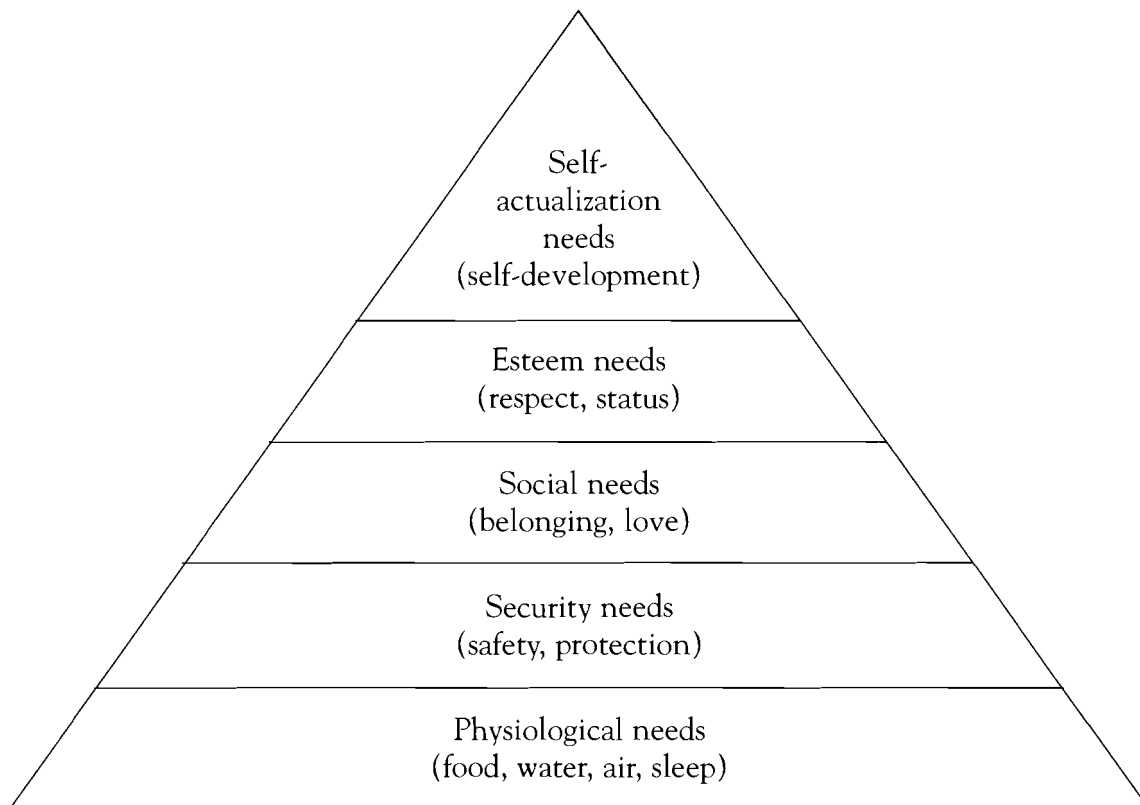 Self-
actualization
needs
(self-development)
Esteem needs
(respect, status)
Social needs
(belonging, love)
Security needs
(safety, protection)
Physiological needs
(food, water, air, sleep)